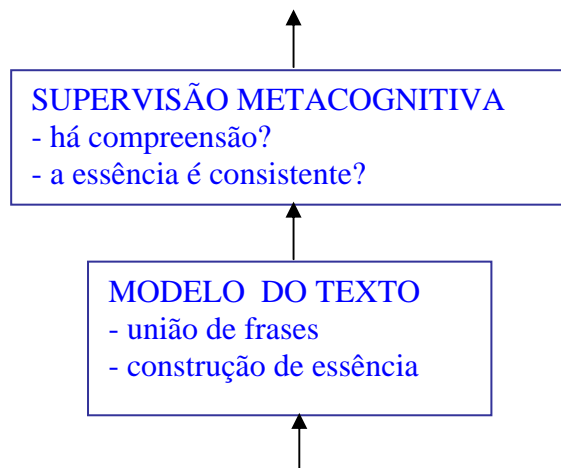 SUPERVISÃO METACOGNITIVA
- há compreensão?
- a essência é consistente?
MODELO DO TEXTO
- união de frases
- construção de essência